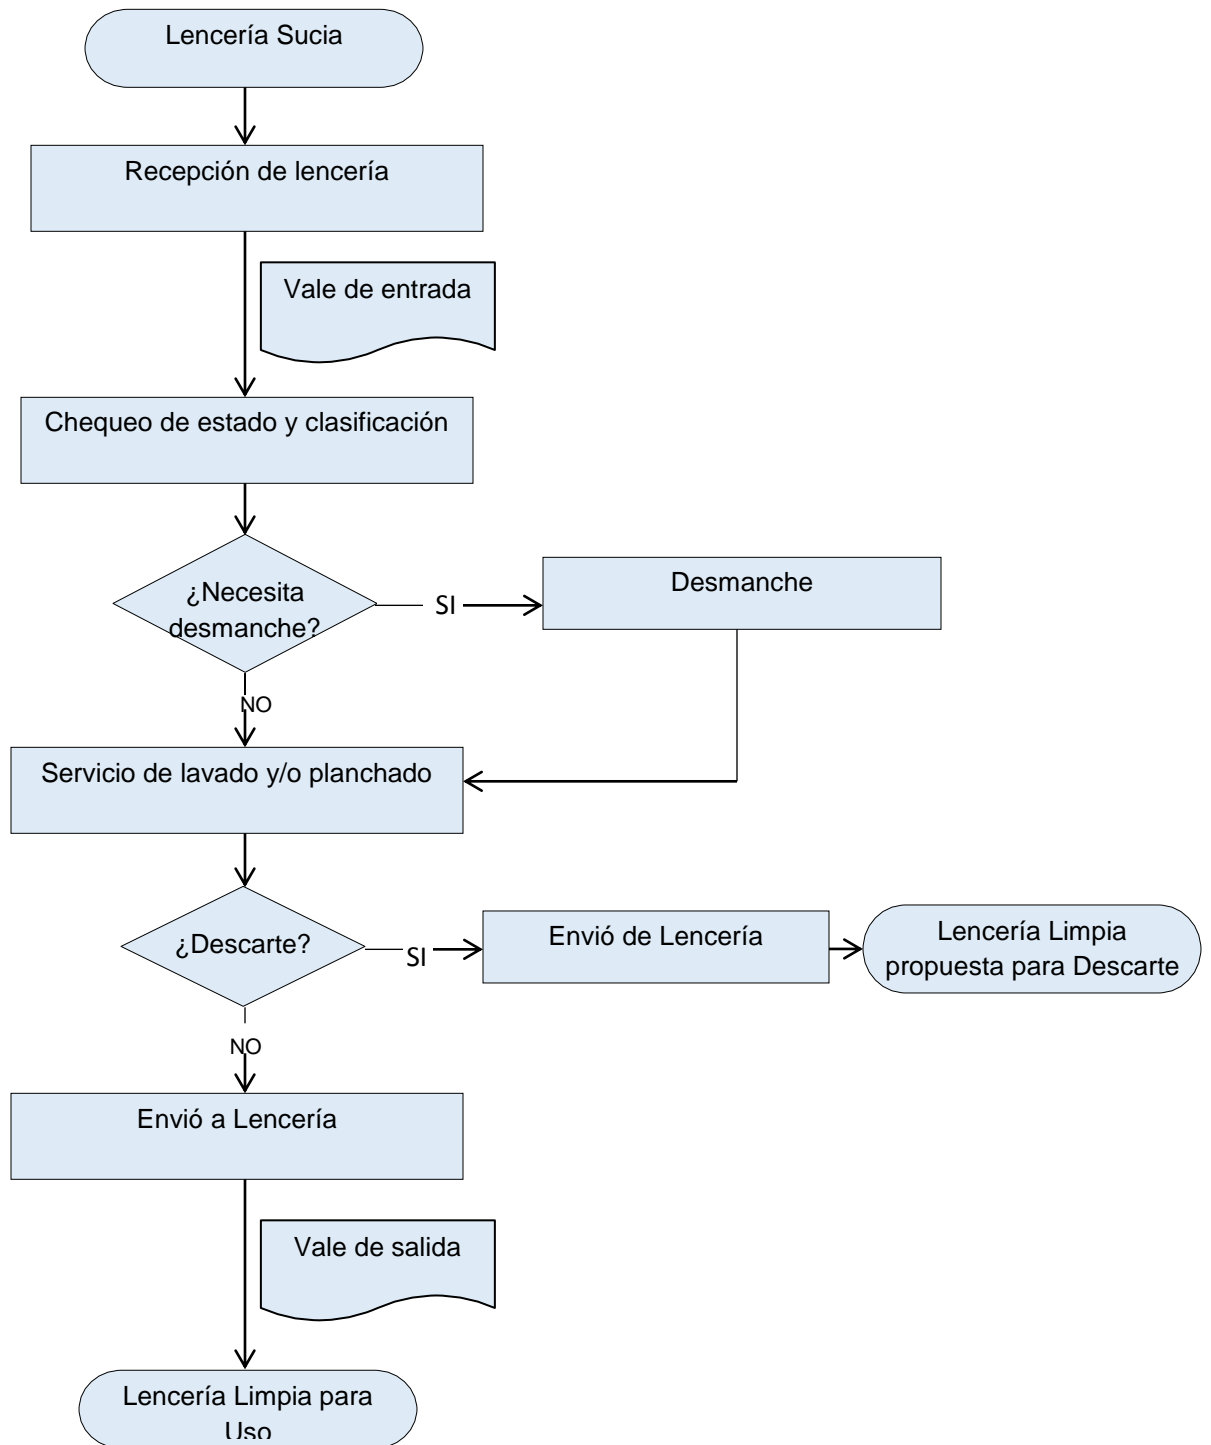 Lencería Sucia
Recepción de lencería
Vale de entrada
Chequeo de estado y clasificación
¿Necesita
desmanche?
SI
Desmanche
NO
Servicio de lavado y/o planchado
¿Descarte?
SI
Envió de Lencería
Lencería Limpia
propuesta para Descarte
NO
Envió a Lencería
Vale de salida
Lencería Limpia para
Uso